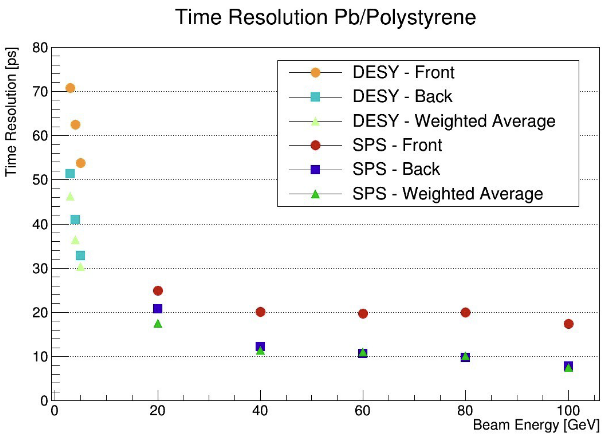 Time Resolution Pb/Polystyrene
Time Resolution [ps]
80
70
60
50
40
30
20
10
0
DESY - Front
DESY - Back
DESY - Weighted Average
SPS - Front
SPS - Back
SPS - Weighted Average
0 20 40 60 80 100
Beam Energy [GeV]